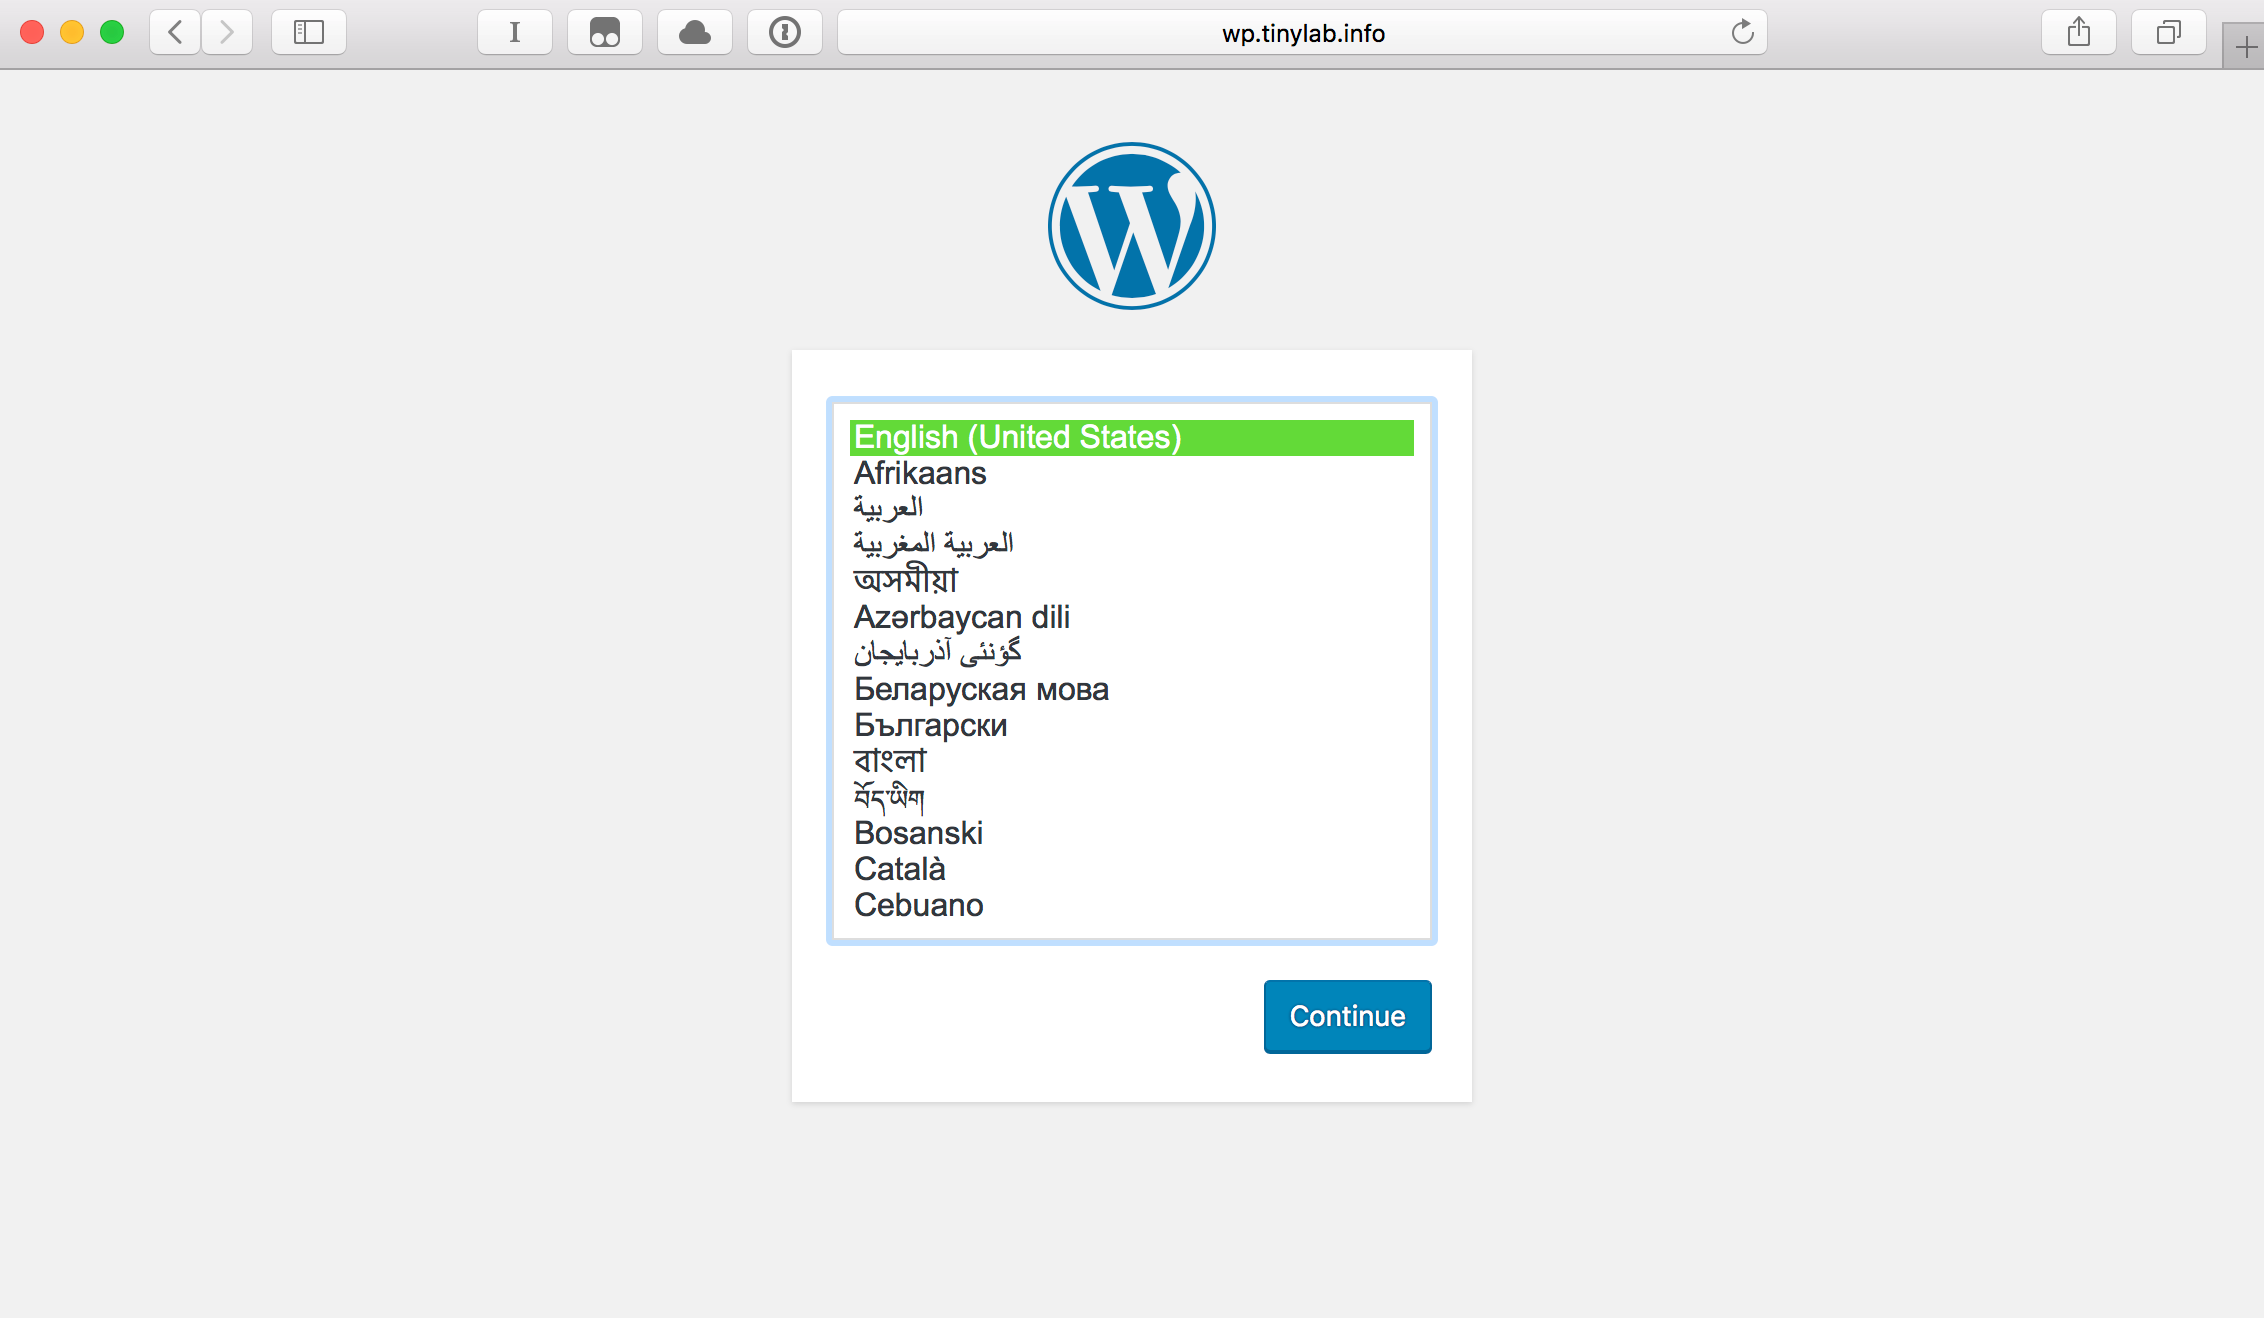 wp.tinylab.info
English (United States)
Afrikaans
العربية
العربية المغربية
অসমীয়া
Azərbaycan dili
گؤنئی آذربایجان
Беларуская мова
Български
বাংলা
བོད་ཡིག
Bosanski
Català
Cebuano
Continue